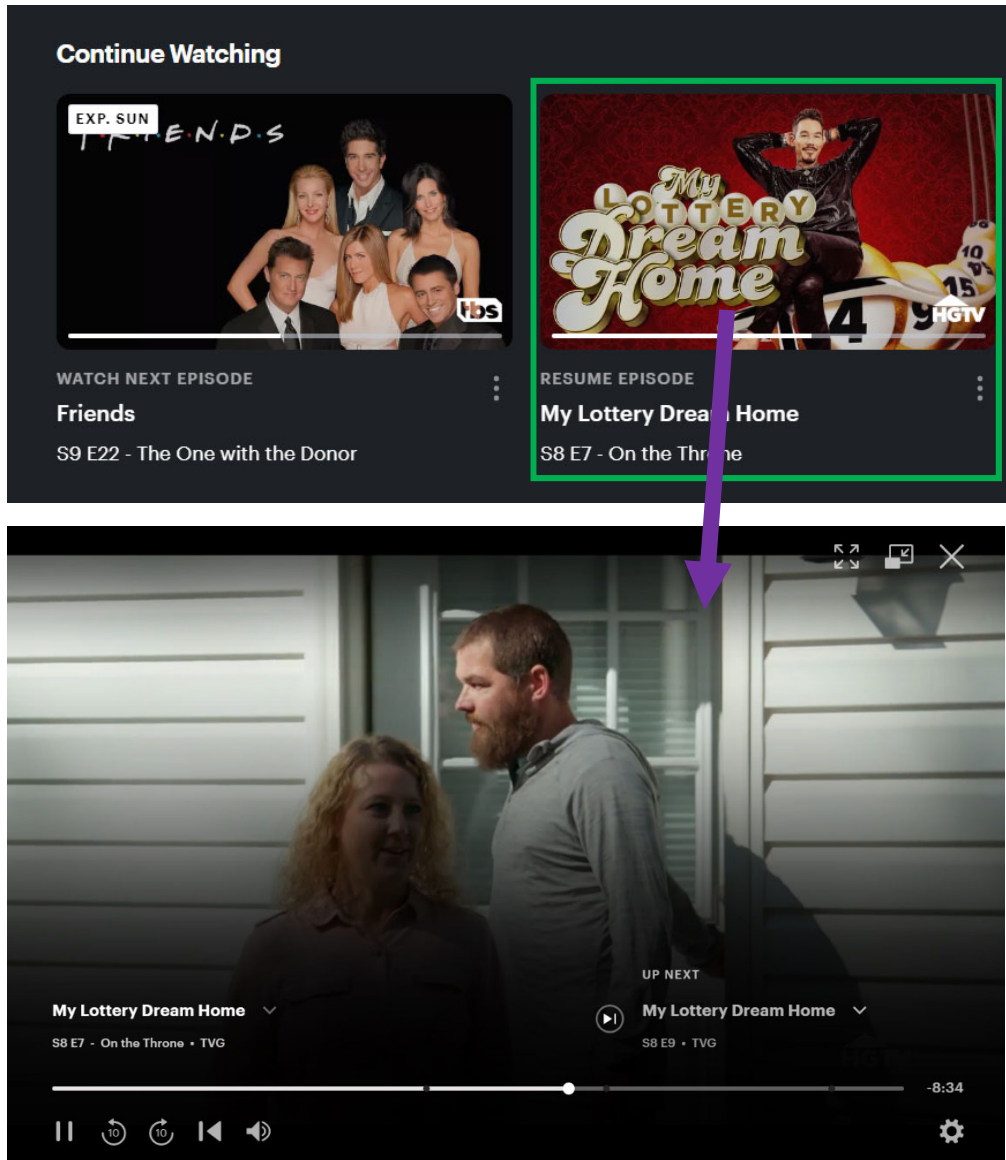 Continue Watching
EXP. SUN
F·R·I·E·N·D·S
tbs
WATCH NEXT EPISODE
Friends
S9 E22 - The One with the Donor
My
LOTTERY
Dream
Home
10
15
4
9
HGTV
RESUME EPISODE
My Lottery Dream Home
S8 E7 - On the Throne
UP NEXT
My Lottery Dream Home
S8 E7 - On the Throne • TVG
My Lottery Dream Home
S8 E9 • TVG
-8:34
10
10